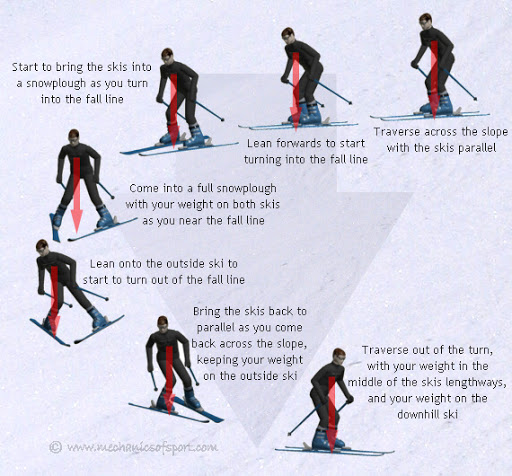 Traverse across the slope
with the skis parallel
Lean forwards to start
turning into the fall line
Start to bring the skis into
a snowplough as you turn
into the fall line
Come into a full snowplough
with your weight on both skis
as you near the fall line
Lean onto the outside ski to
start to turn out of the fall line
Bring the skis back to
parallel as you come
back across the slope,
keeping your weight
on the outside ski
Traverse out of the turn,
with your weight in the
middle of the skis lengthways,
and your weight on the
downhill ski
© www.mechanicsofsport.com